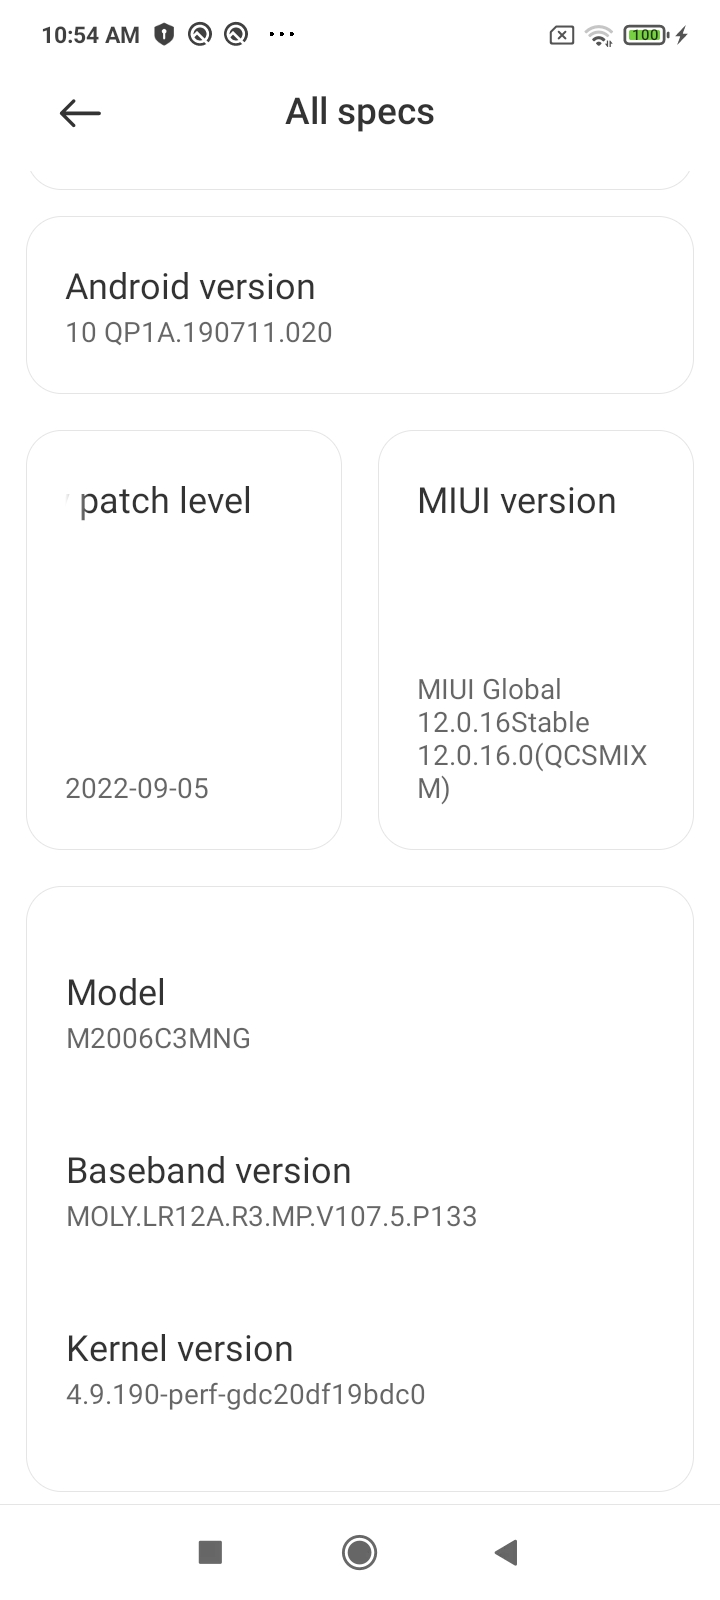 10:54 AM
100
All specs
Android version
10 QP1A.190711.020
patch level
2022-09-05
MIUI version
MIUI Global
12.0.16Stable
12.0.16.0(QCSMIX
M)
Model
M2006C3MNG
Baseband version
MOLY.LR12A.R3.MP.V107.5.P133
Kernel version
4.9.190-perf-gdc20df19bdc0